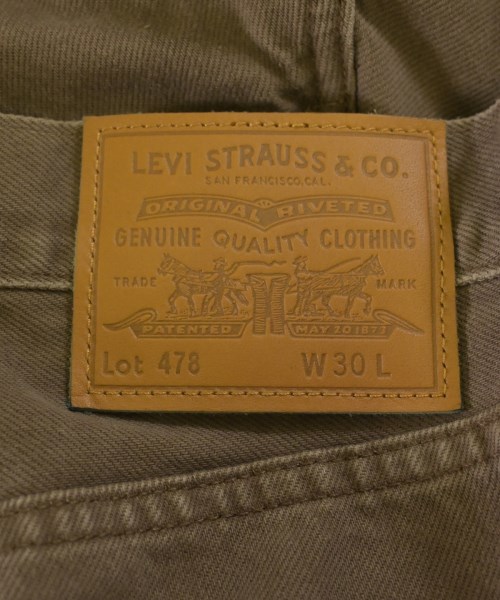 LEVI STRAUSS & CO.
SAN FRANCISCO, CAL.
ORIGINAL RIVETED
GENUINE QUALITY CLOTHING
TRADE MARK
PATENTED MAY 20 1873
Lot 478 W 30 L